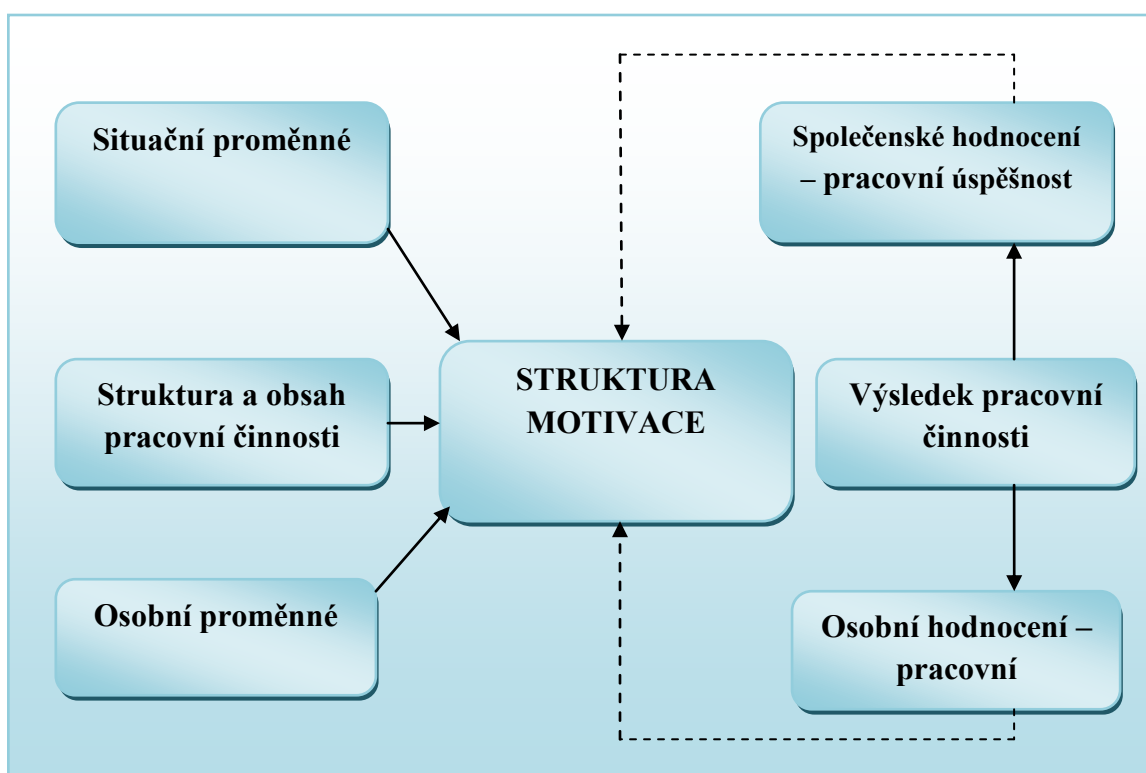 Situační proměnné
Společenské hodnocení
– pracovní úspěšnost
Struktura a obsah
pracovní činnosti
STRUKTURA
MOTIVACE
Výsledek pracovní
činnosti
Osobní proměnné
Osobní hodnocení –
pracovní